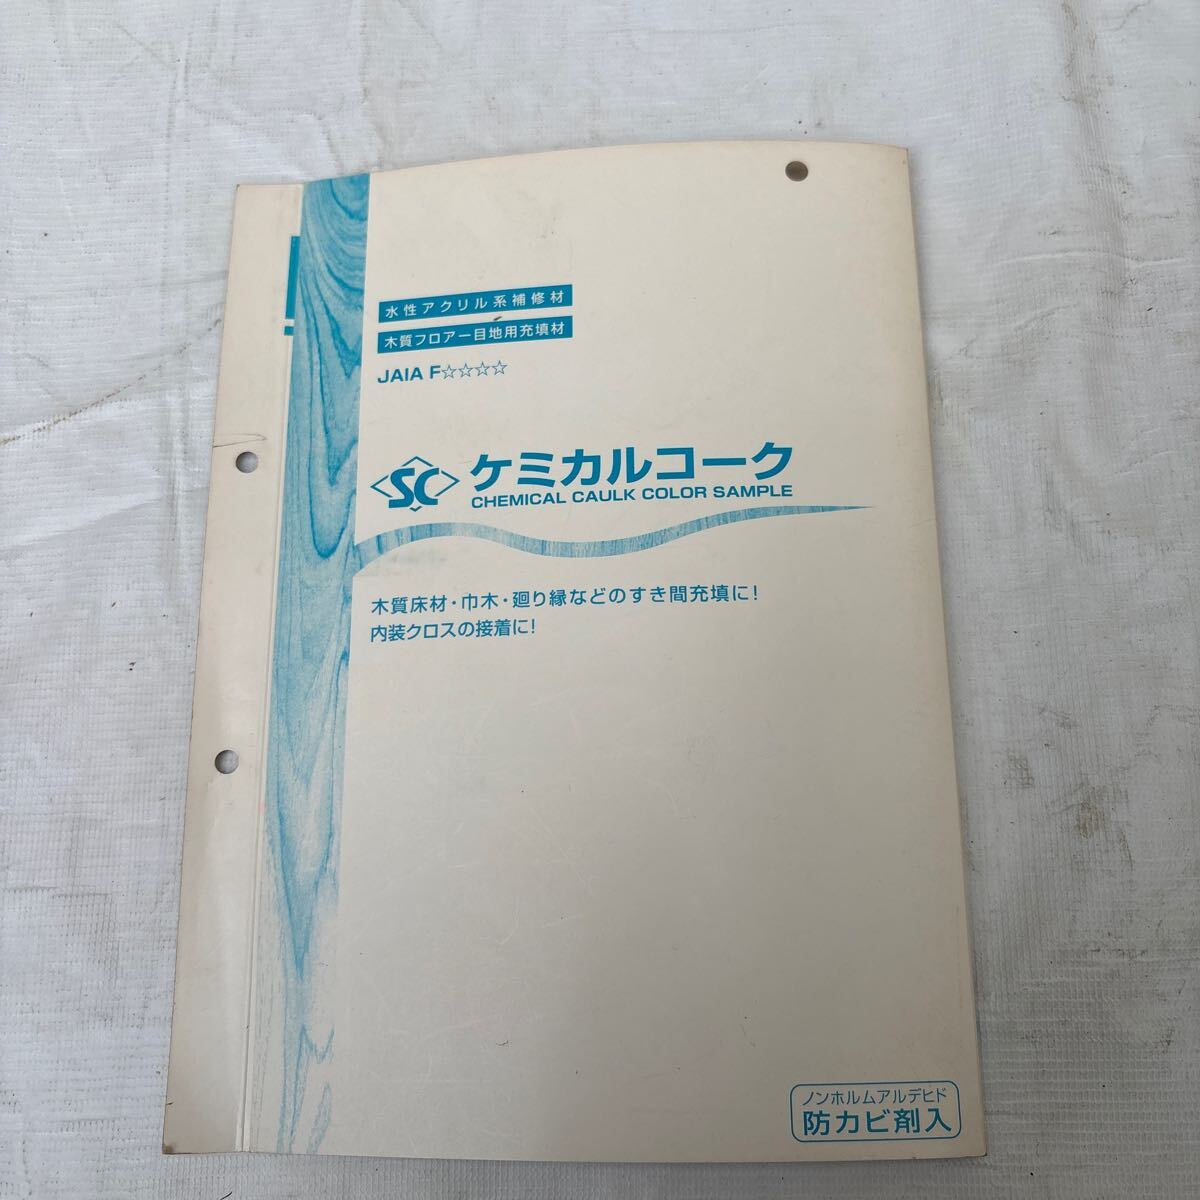 水性アクリル系補修材
木質フロアー目地用充填材
JAIA F☆☆☆☆
SC ケミカルコーク
CHEMICAL CAULK COLOR SAMPLE
木質床材・巾木・廻り縁などのすき間充填に!
内装クロスの接着に!
ノンホルムアルデヒド
防カビ剤入